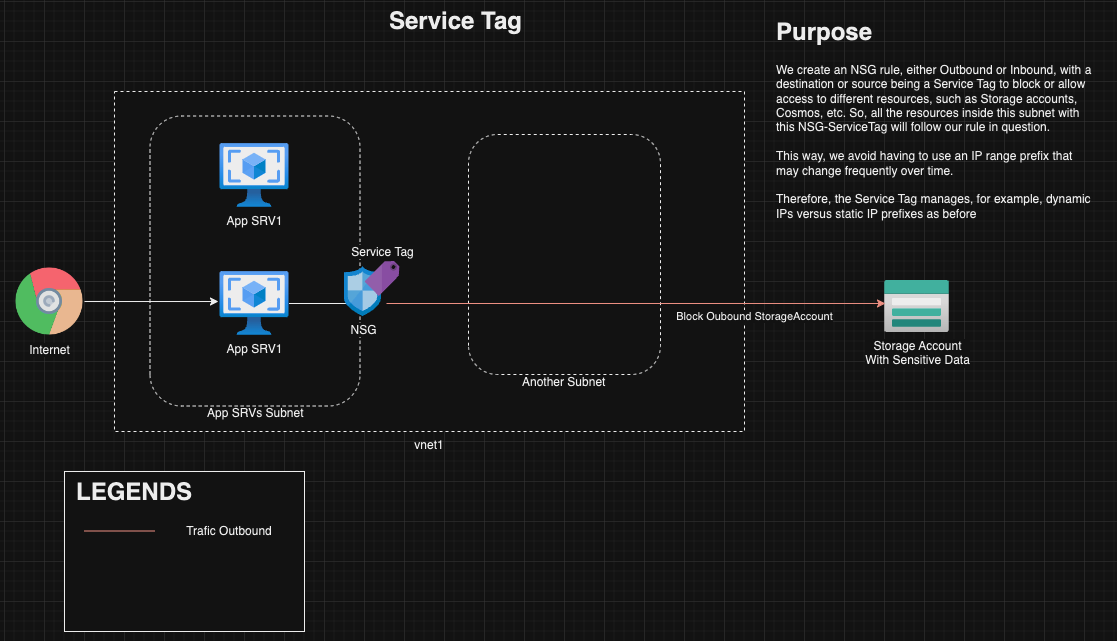 Service Tag
Purpose
We create an NSG rule, either Outbound or Inbound, with a
destination or source being a Service Tag to block or allow
access to different resources, such as Storage accounts,
Cosmos, etc. So, all the resources inside this subnet with
this NSG-ServiceTag will follow our rule in question.
This way, we avoid having to use an IP range prefix that
may change frequently over time.
Therefore, the Service Tag manages, for example, dynamic
IPs versus static IP prefixes as before
App SRV1
Service Tag
Internet
App SRV1
NSG
Block Oubound StorageAccount
Storage Account
With Sensitive Data
App SRVs Subnet
Another Subnet
vnet1
LEGENDS
Trafic Outbound